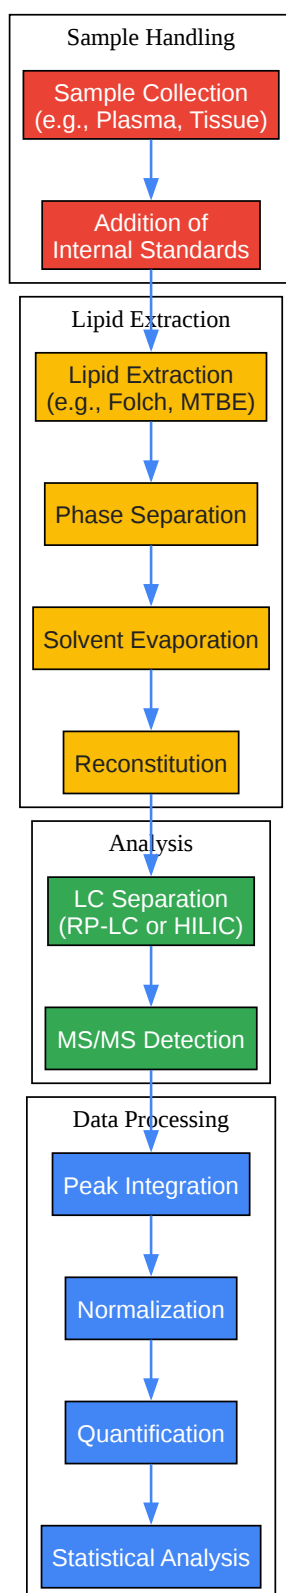 Sample Handling
Sample Collection
(e.g., Plasma, Tissue)
Addition of
Internal Standards
Lipid Extraction
Lipid Extraction
(e.g., Folch, MTBE)
Phase Separation
Solvent Evaporation
Reconstitution
Analysis
LC Separation
(RP-LC or HILIC)
MS/MS Detection
Data Processing
Peak Integration
Normalization
Quantification
Statistical Analysis